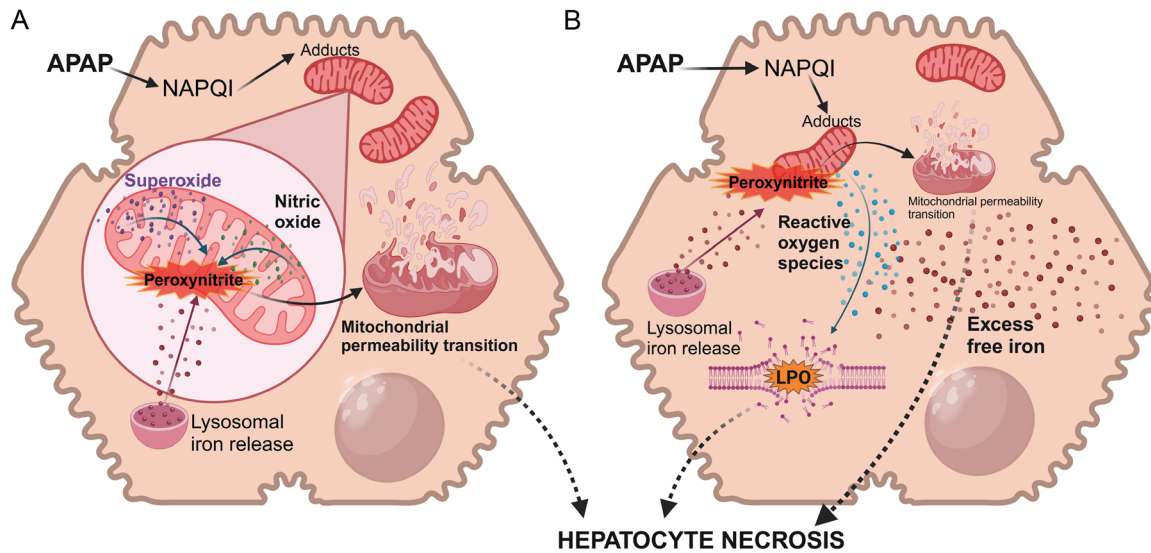 A
APAP
NAPQI
Adducts
Superoxide
Nitric
oxide
Peroxynitrite
Mitochondrial
permeability transition
Lysosomal
iron release
B
APAP
NAPQI
Adducts
Peroxynitrite
Mitochondrial permeability
transition
Reactive
oxygen
species
Lysosomal
iron release
Excess
free iron
LPO
HEPATOCYTE NECROSIS